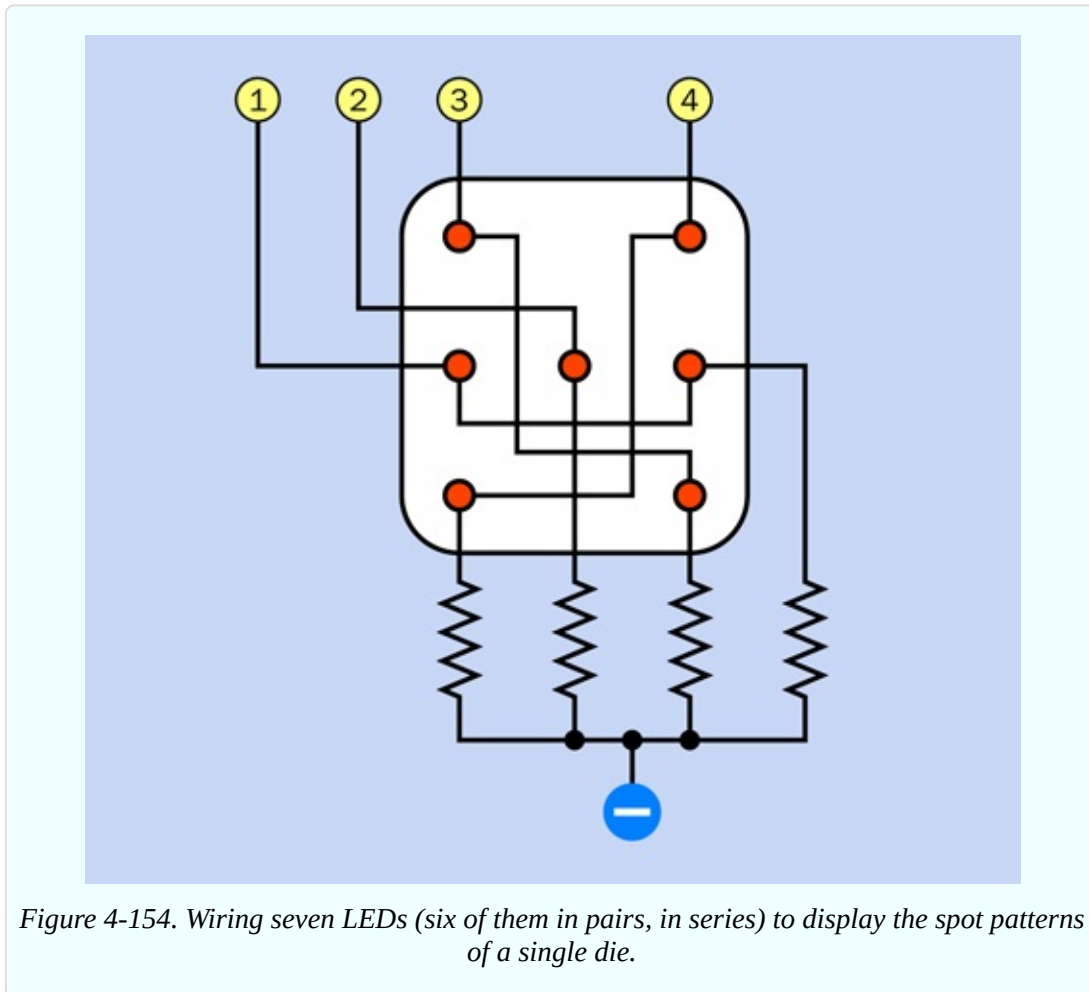 1 2 3 4
Figure 4-154. Wiring seven LEDs (six of them in pairs, in series) to display the spot patterns
of a single die.